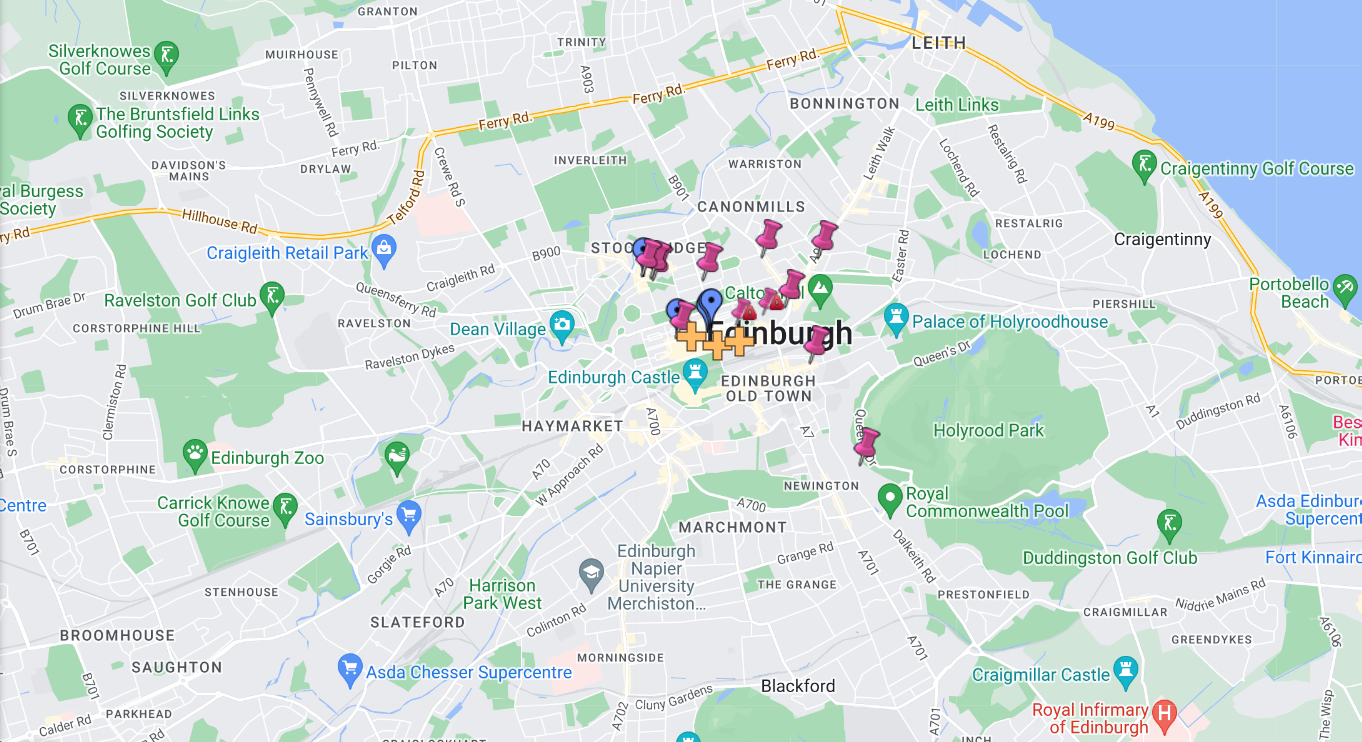 GRANTON
LEITH
TRINITY
Silverknowes
Golf Course
MUIRHOUSE
PILTON
A903
Ferry Rd.
SILVERKNOWES
Pennywell Rd
Ferry Rd.
BONNINGTON
Leith Links
The Bruntsfield Links
Golfing Society
Ferry Rd.
A199
Ferry Rd.
Leith Walk
Lochend Rd
Restalrig Rd
DAVIDSON'S
MAINS
DRYLAW
Crewe Rd S
INVERLEITH
WARRISTON
Craigentinny Golf Course
Burgess
Society
Telford Rd
B901
A199
CANONMILLS
Hillhouse Rd
ry Rd.
RESTALRIG
Craigentinny
Craigleith Retail Park
B900
Easter Rd
LOCHEND
Craigleith Rd
Queensferry Rd
Portobello
Beach
Drum Brae Dr
Ravelston Golf Club
PIERSHILL
CORSTORPHINE HILL
RAVELSTON
Dean Village
Edinburgh
Palace of Holyroodhouse
Ravelston Dykes
Queen's Dr
Edinburgh Castle
EDINBURGH
OLD TOWN
PORTO
Drum Brae S
Clermiston Rd
A700
A1
Duddingston Rd
A6106
HAYMARKET
A7
Holyrood Park
Bes
Kin
Edinburgh Zoo
A70
W Approach Rd
CORSTORPHINE
NEWINGTON
Centre
Carrick Knowe
Golf Course
Sainsbury's
A700
Royal
Commonwealth Pool
Asda Edinbur
Supercent
MARCHMONT
B701
Gorgie Rd
Edinburgh
Napier
University
Merchiston...
Grange Rd
A701
Dalkeith Rd
Duddingston Golf Club
Fort Kinnaird
A70
Harrison
Park West
THE GRANGE
STENHOUSE
PRESTONFIELD
Niddrie Mains Rd
CRAIGMILLAR
SLATEFORD
Colinton Rd
A6106
BROOMHOUSE
GREENDYKES
SAUGHTON
MORNINGSIDE
A701
Asda Chesser Supercentre
Craigmillar Castle
B701
Blackford
Cluny Gardens
PARKHEAD
A702
Calder Rd
A701
Royal Infirmary
of Edinburgh
The Wisp
INCH